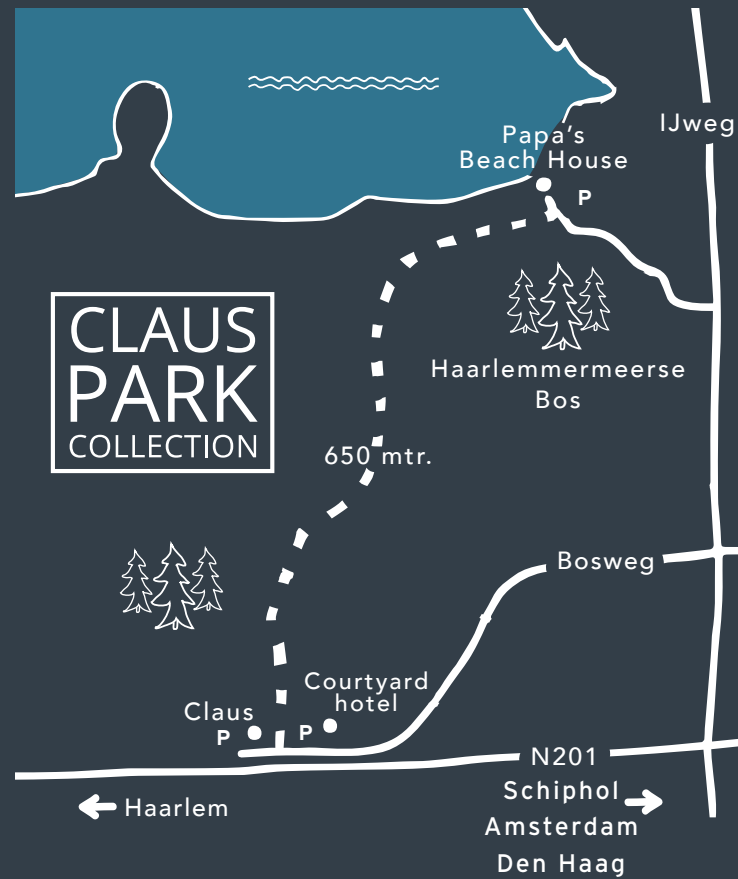 IJweg
Papa's
Beach House
P
CLAUS
PARK
COLLECTION
Haarlemmermeerse
Bos
650 mtr.
Bosweg
Courtyard
hotel
Claus
P
P
N201
Haarlem
Schiphol
Amsterdam
Den Haag